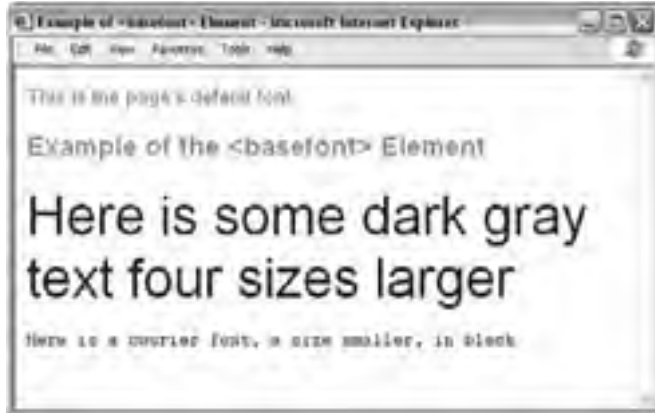 Example of <basefont> Element - Microsoft Internet Explorer
File Edit View Favorites Tools Help
This is the page's default font.
Example of the <basefont> Element
Here is some dark gray
text four sizes larger
Here is a courier font, a size smaller, in black